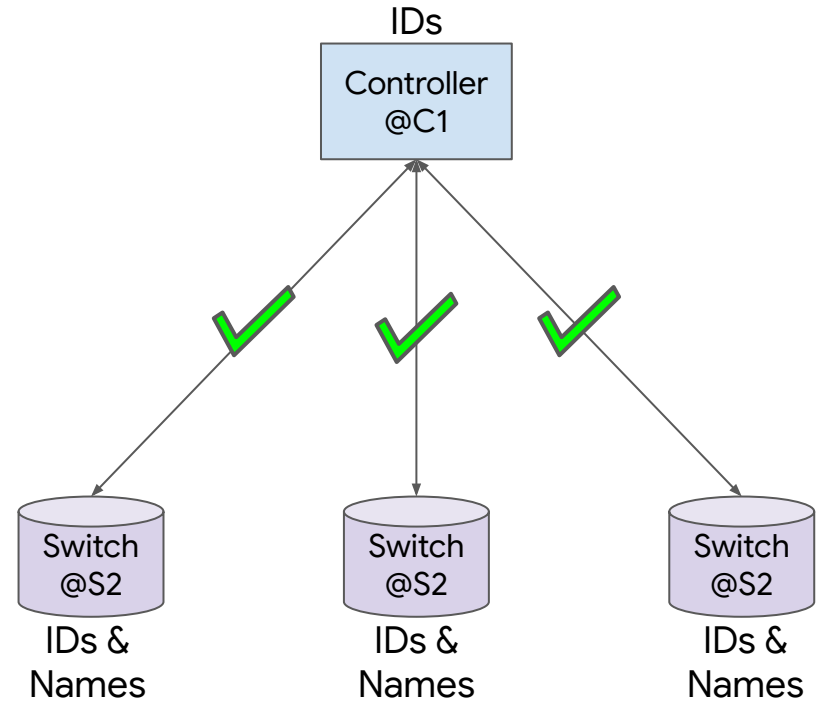 IDs
Controller
@C1
Switch
@S2
Switch
@S2
Switch
@S2
IDs &
Names
IDs &
Names
IDs &
Names